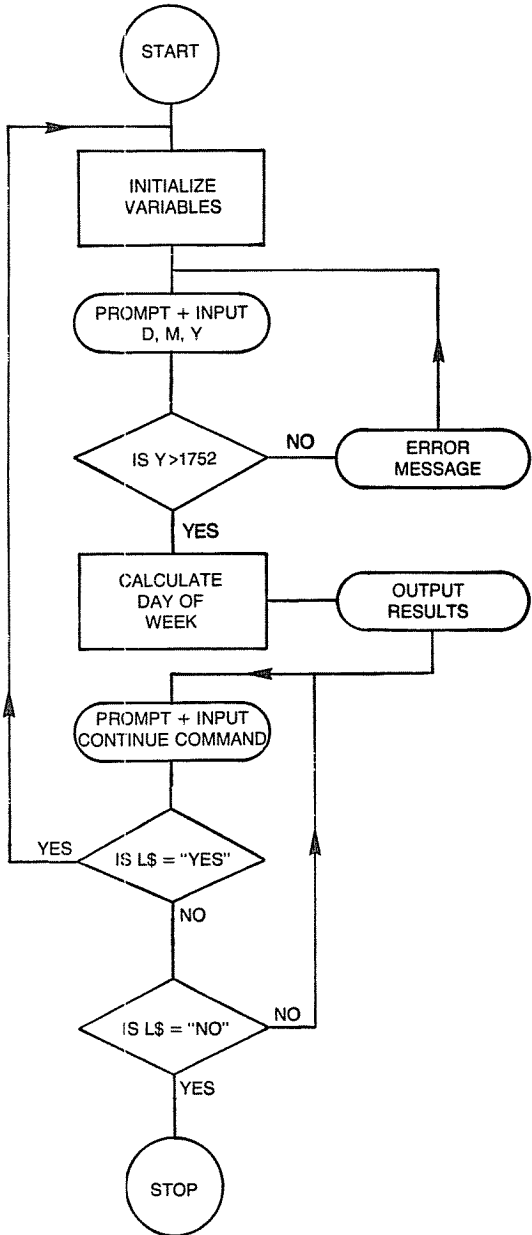 START
INITIALIZE
VARIABLES
PROMPT + INPUT
D, M, Y
IS Y>1752
NO
ERROR
MESSAGE
YES
CALCULATE
DAY OF
WEEK
OUTPUT
RESULTS
PROMPT + INPUT
CONTINUE COMMAND
YES
IS L$ = "YES"
NO
IS L$ = "NO"
NO
YES
STOP